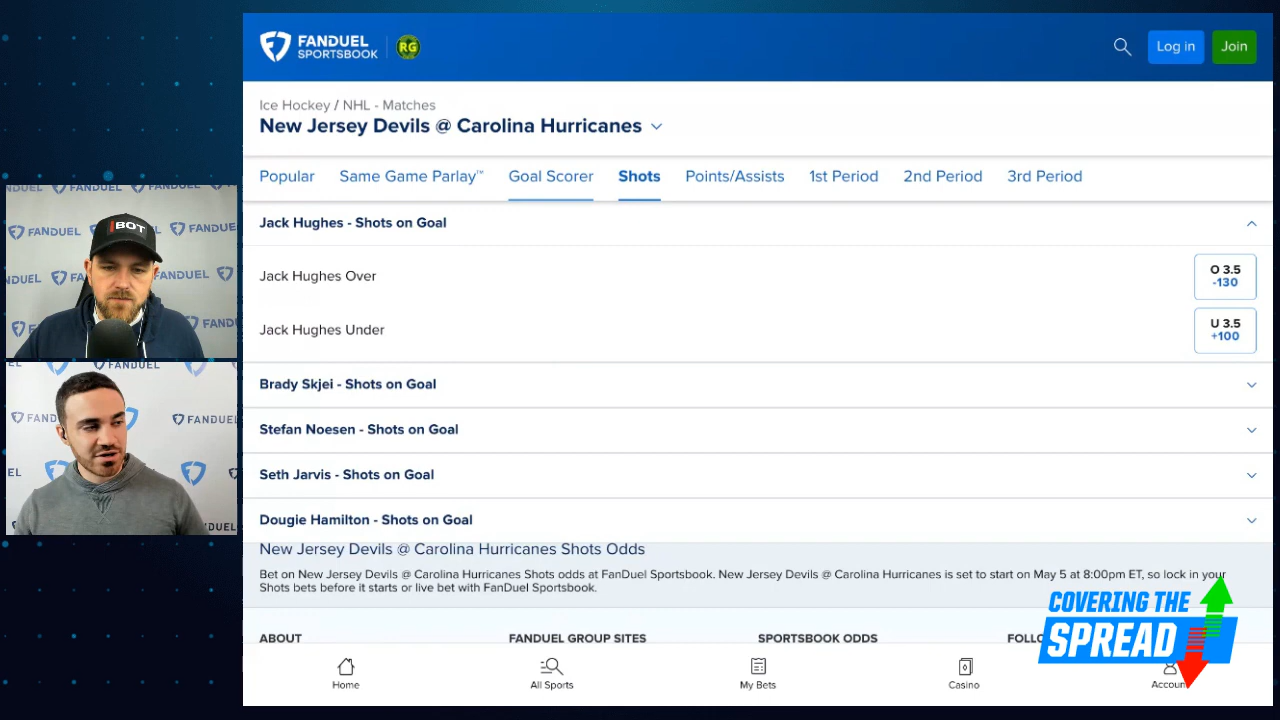 FANDUEL
SPORTSBOOK
RG
Log in
Join
Ice Hockey / NHL - Matches
New Jersey Devils @ Carolina Hurricanes
Popular
Same Game Parlay™
Goal Scorer
Shots
Points/Assists
1st Period
2nd Period
3rd Period
Jack Hughes - Shots on Goal
Jack Hughes Over
O 3.5
-130
Jack Hughes Under
U 3.5
+100
Brady Skjei - Shots on Goal
Stefan Noesen - Shots on Goal
Seth Jarvis - Shots on Goal
Dougie Hamilton - Shots on Goal
New Jersey Devils @ Carolina Hurricanes Shots Odds
Bet on New Jersey Devils @ Carolina Hurricanes Shots odds at FanDuel Sportsbook. New Jersey Devils @ Carolina Hurricanes is set to start on May 5 at 8:00pm ET, so lock in your
Shots bets before it starts or live bet with FanDuel Sportsbook.
ABOUT
FANDUEL GROUP SITES
SPORTSBOOK ODDS
Home
All Sports
My Bets
Casino
COVERING THE
SPREAD
BOT
FANDUEL
FANDUEL